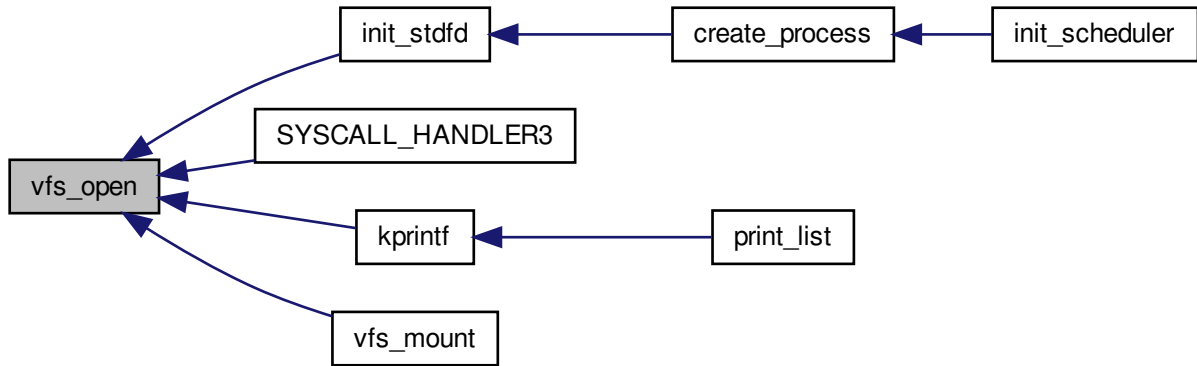 init_stdfd
create_process
init_scheduler
SYSCALL_HANDLER3
vfs_open
kprintf
print_list
vfs_mount